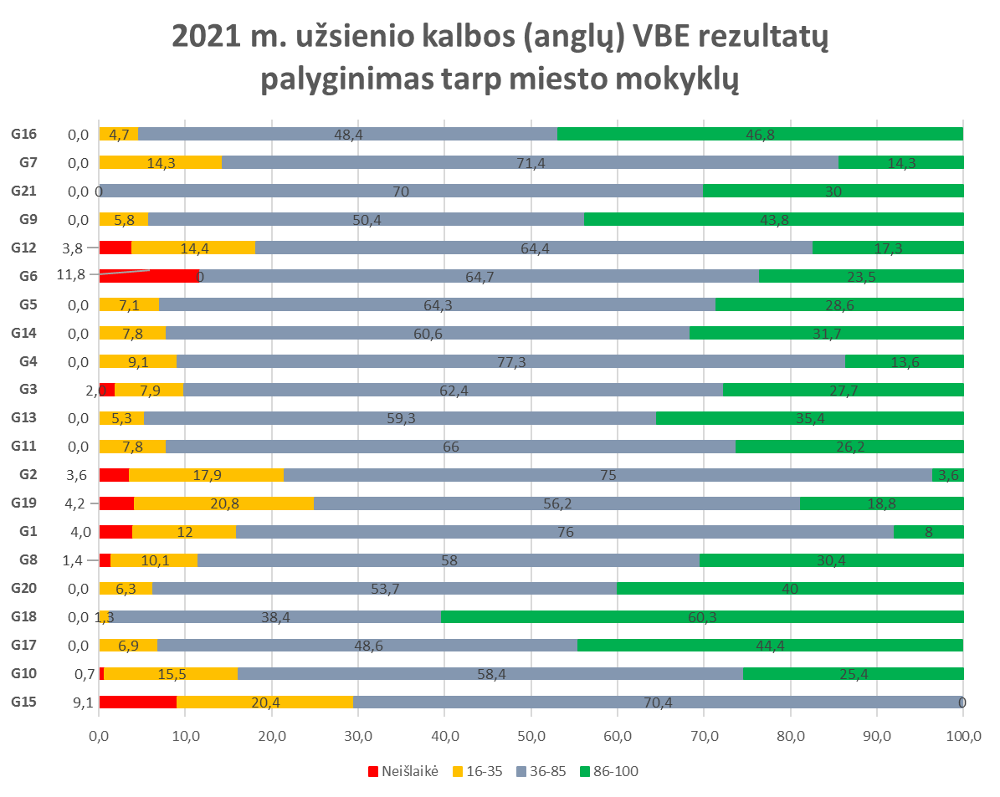 2021 m. užsienio kalbos (anglų) VBE rezultatų
palyginimas tarp miesto mokyklų
G16 0,0 4,7 48,4 46,8
G7 0,0 14,3 71,4 14,3
G21 0,0 0 70 30
G9 0,0 5,8 50,4 43,8
G12 3,8 14,4 64,4 17,3
G6 11,8 0 64,7 23,5
G5 0,0 7,1 64,3 28,6
G14 0,0 7,8 60,6 31,7
G4 0,0 9,1 77,3 13,6
G3 2,0 7,9 62,4 27,7
G13 0,0 5,3 59,3 35,4
G11 0,0 7,8 66 26,2
G2 3,6 17,9 75 3,6
G19 4,2 20,8 56,2 18,8
G1 4,0 12 76 8
G8 1,4 10,1 58 30,4
G20 0,0 6,3 53,7 40
G18 0,0 1,3 38,4 60,3
G17 0,0 6,9 48,6 44,4
G10 0,7 15,5 58,4 25,4
G15 9,1 20,4 70,4 0
0,0 10,0 20,0 30,0 40,0 50,0 60,0 70,0 80,0 90,0 100,0
Neišlaikė 16-35 36-85 86-100